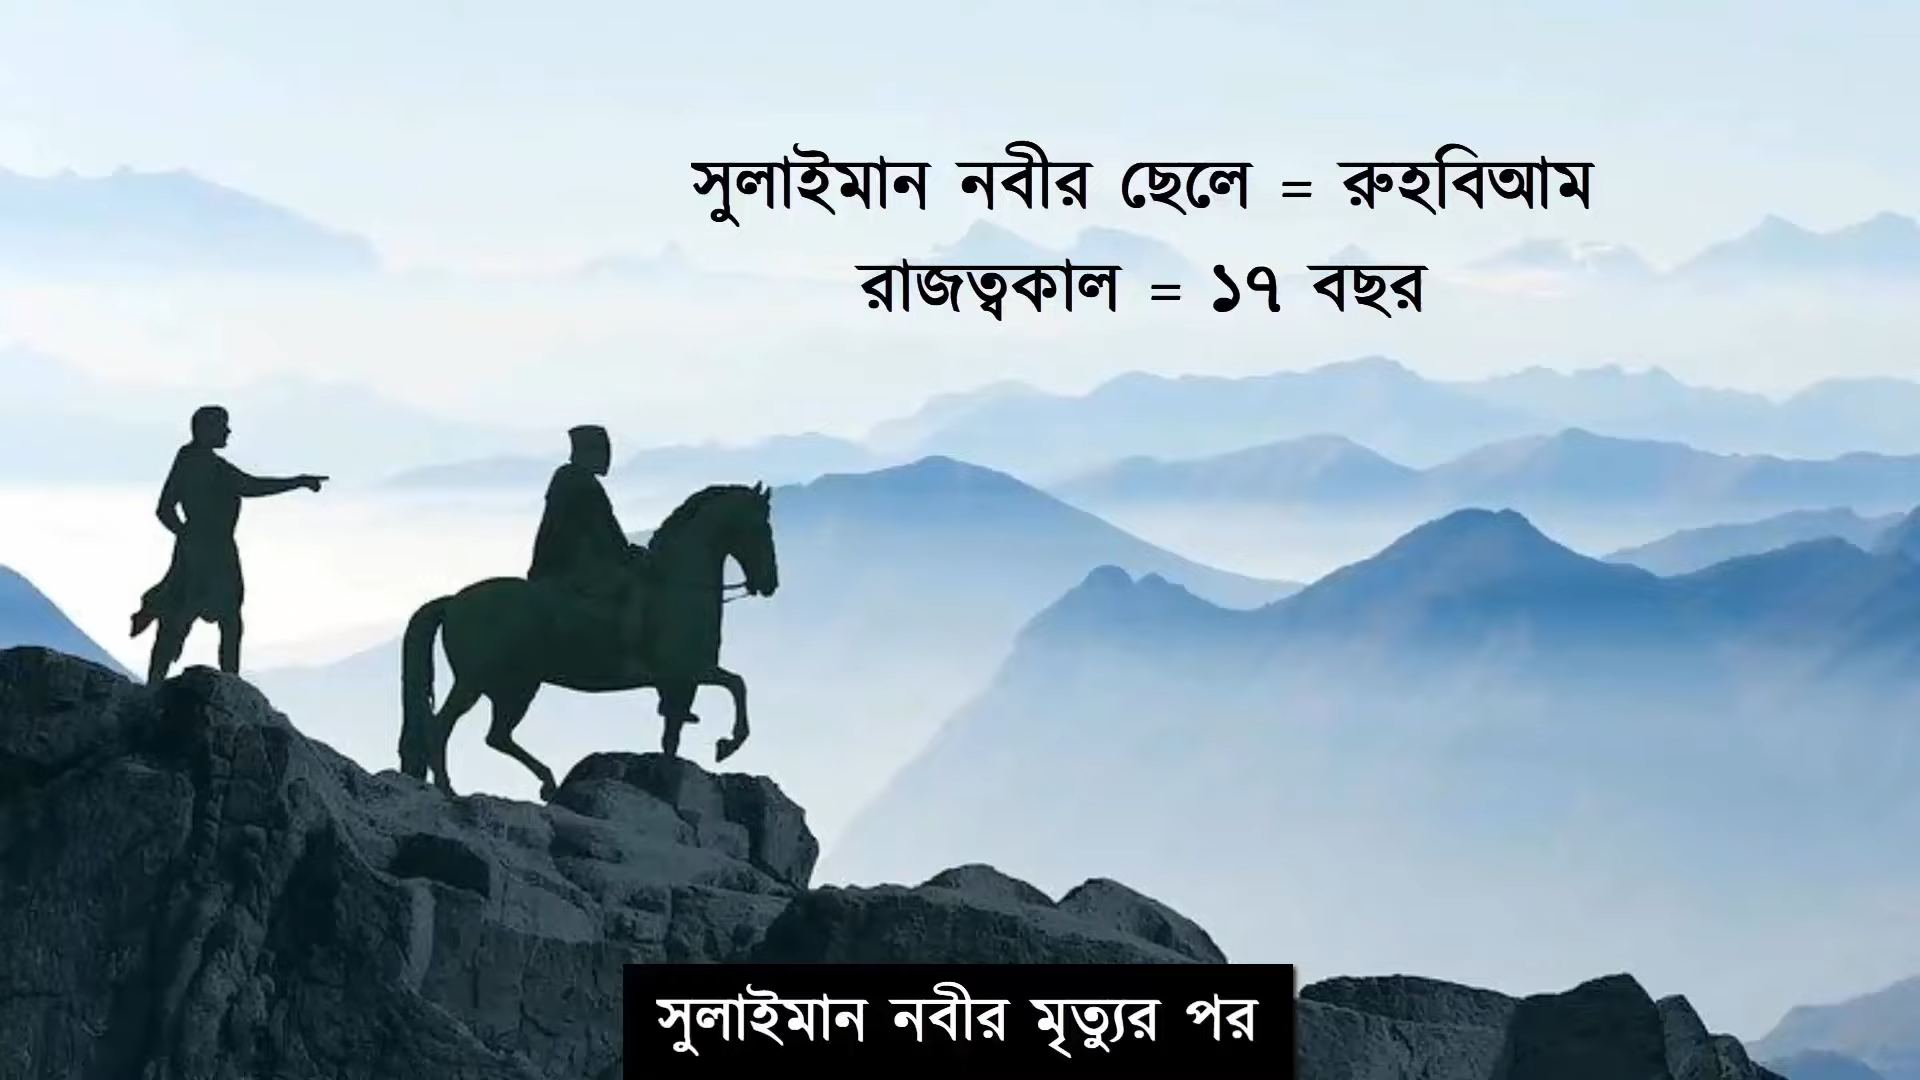 সুলাইমান নবীর ছেলে = রুহবিআম
রাজত্বকাল = ১৭ বছর
সুলাইমান নবীর মৃত্যুর পর